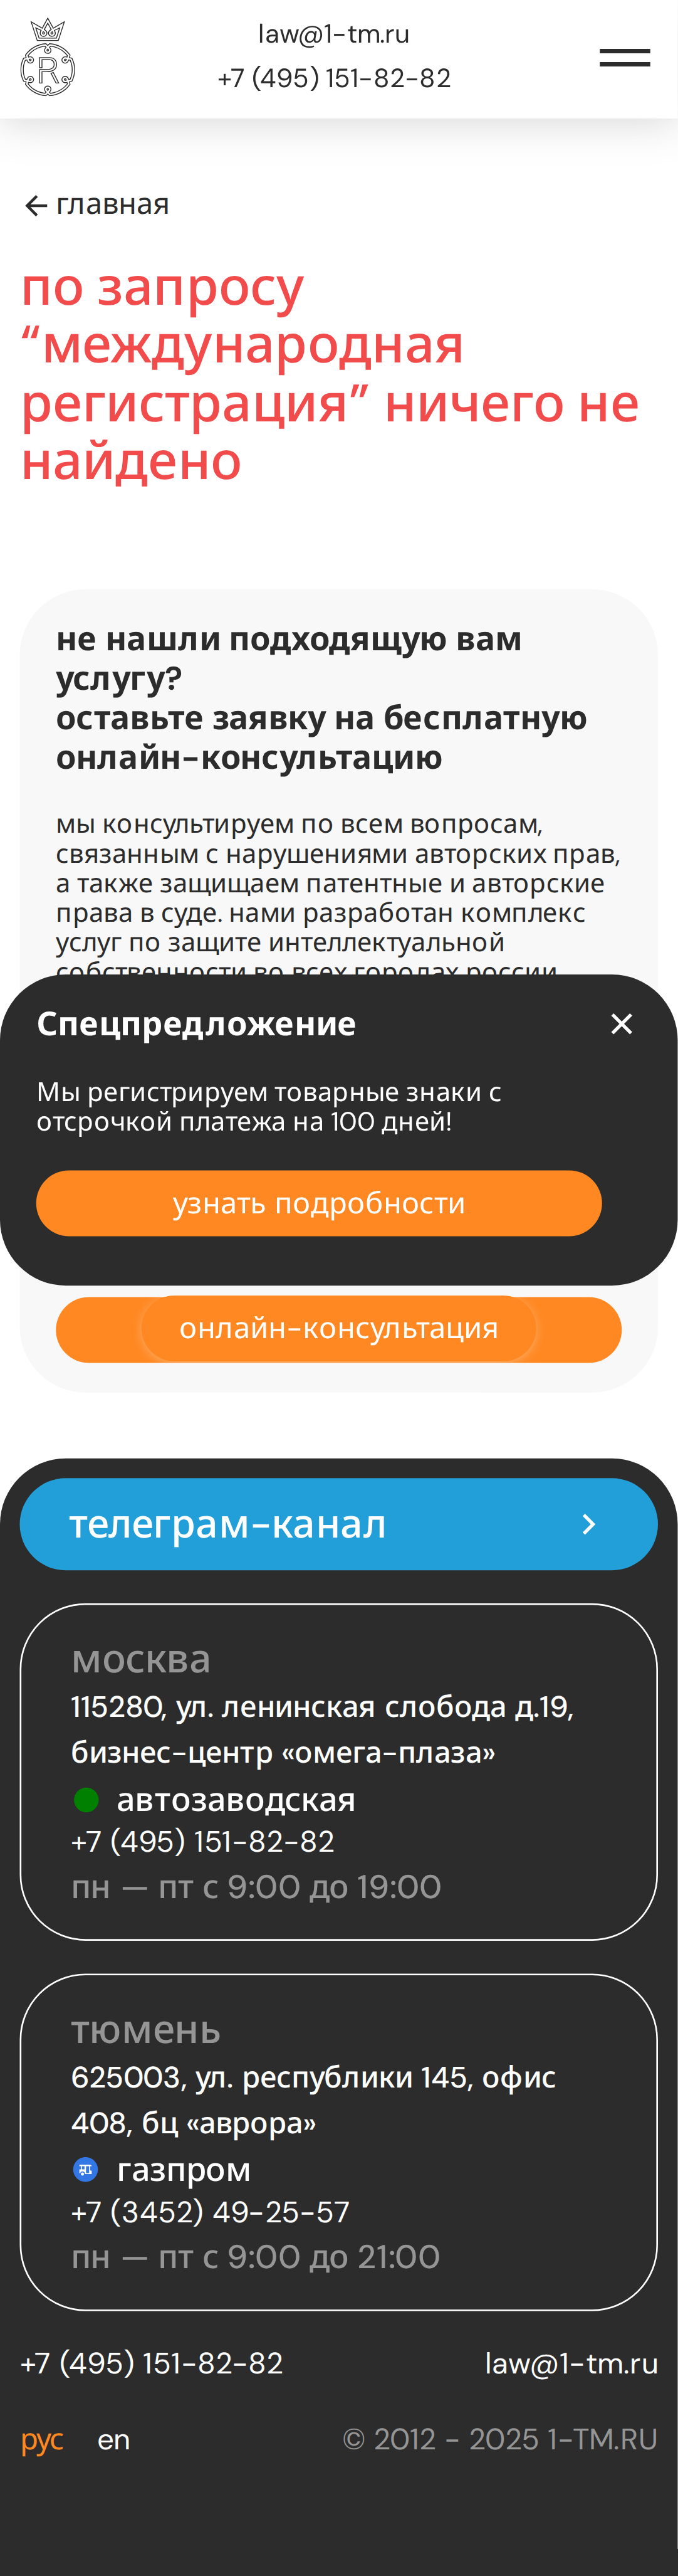 law@1-tm.ru
+7 (495) 151-82-82
R
← главная
по запросу
“международная
регистрация” ничего не
найдено
не нашли подходящую вам
услугу?
оставьте заявку на бесплатную
онлайн-консультацию
мы консультируем по всем вопросам,
связанным с нарушениями авторских прав,
а также защищаем патентные и авторские
права в суде. нами разработан комплекс
услуг по защите интеллектуальной
собственности во всех городах россии
Спецпредложение
Мы регистрируем товарные знаки с
отсрочкой платежа на 100 дней!
узнать подробности
онлайн-консультация
телеграм-канал
москва
115280, ул. ленинская слобода д.19,
бизнес-центр «омега-плаза»
автозаводская
+7 (495) 151-82-82
пн — пт с 9:00 до 19:00
тюмень
625003, ул. республики 145, офис
408, бц «аврора»
газпром
+7 (3452) 49-25-57
пн — пт с 9:00 до 21:00
+7 (495) 151-82-82
law@1-tm.ru
рус en
© 2012 - 2025 1-TM.RU